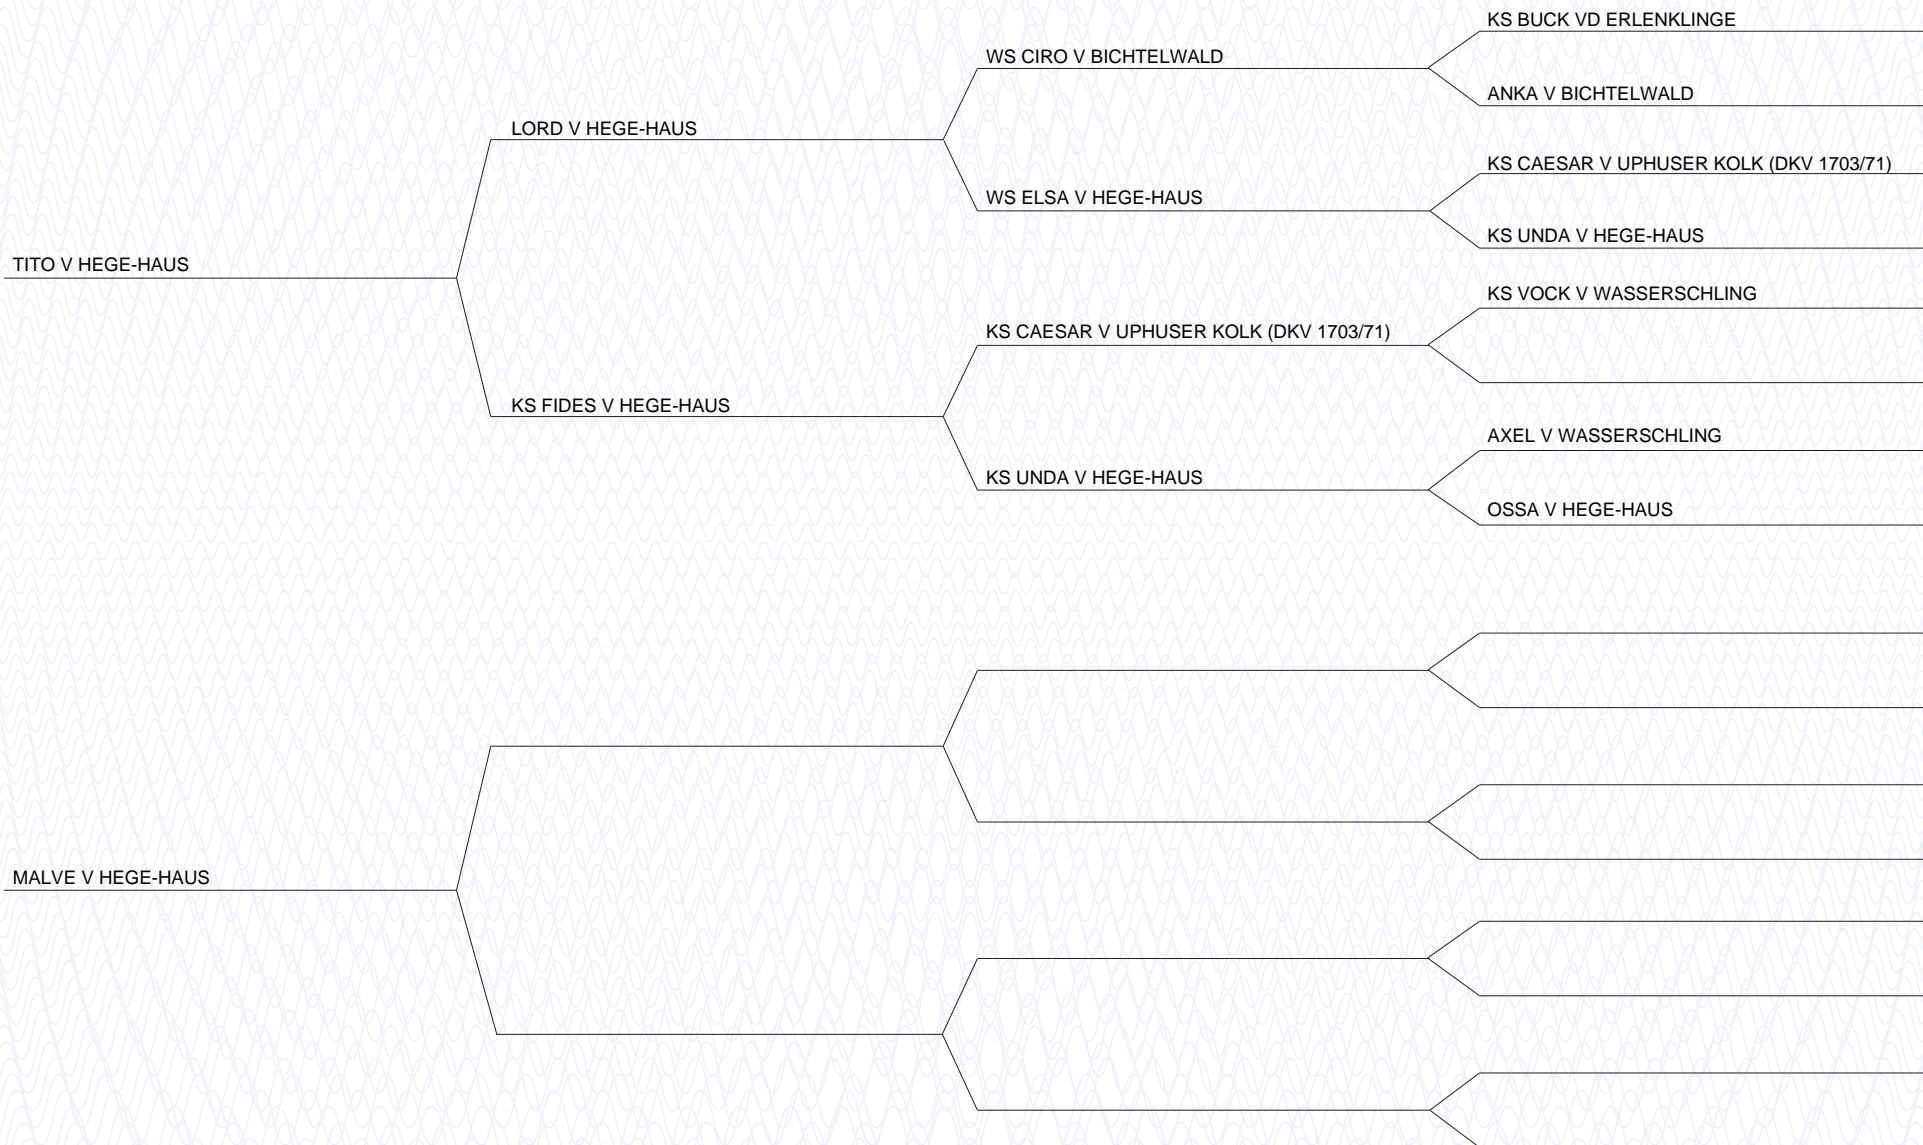 KS BUCK VD ERLENKLINGE
WS CIRO V BICHTELWALD
ANKA V BICHTELWALD
LORD V HEGE-HAUS
KS CAESAR V UPHUSER KOLK (DKV 1703/71)
WS ELSA V HEGE-HAUS
KS UNDA V HEGE-HAUS
TITO V HEGE-HAUS
KS VOCK V WASSERSCHLING
KS CAESAR V UPHUSER KOLK (DKV 1703/71)
KS FIDES V HEGE-HAUS
AXEL V WASSERSCHLING
KS UNDA V HEGE-HAUS
OSSA V HEGE-HAUS
MALVE V HEGE-HAUS